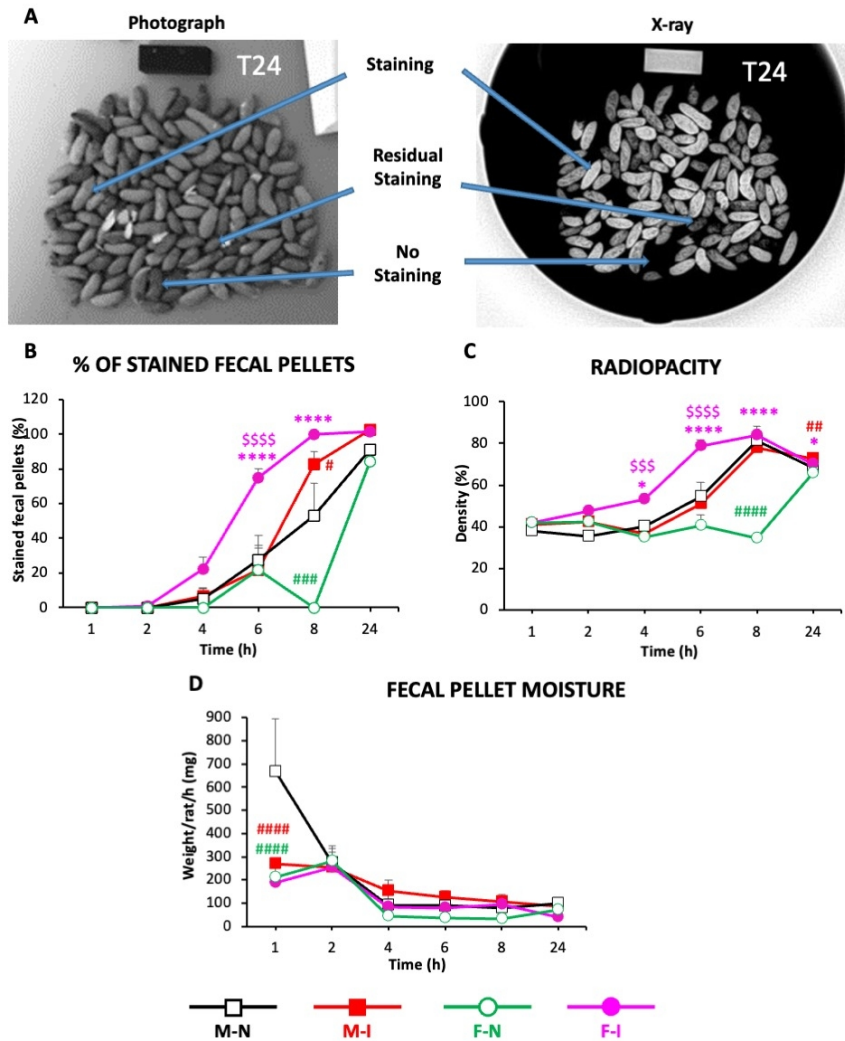 A
Photograph
X-ray
T24
T24
Staining
Residual
Staining
No
Staining
B
% OF STAINED FECAL PELLETS
120
100
80
60
40
20
0
Stained fecal pellets (%)
$$$$
****
****
#
###
1 2 4 6 8 24
Time (h)
C
RADIOPACITY
100
80
60
40
20
0
Density (%)
$$$
*
$$$$
****
****
##
*
####
1 2 4 6 8 24
Time (h)
D
FECAL PELLET MOISTURE
900
800
700
600
500
400
300
200
100
0
Weight/rat/h (mg)
####
####
1 2 4 6 8 24
Time (h)
M-N M-I F-N F-I